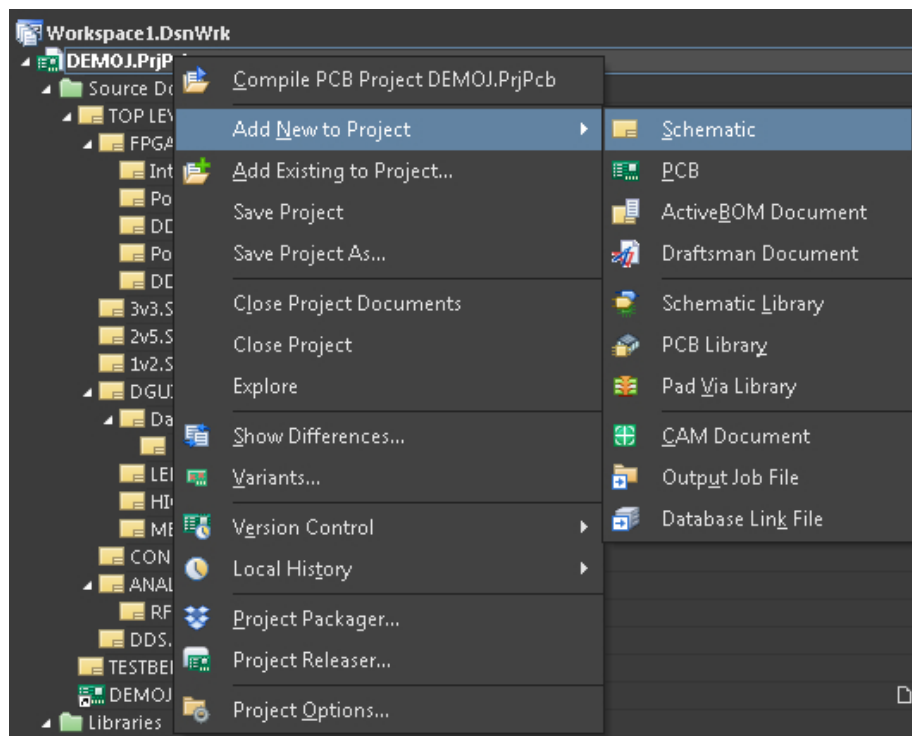 Workspace1.DsnWrk
DEMOJ.PrjPcb
Source Do
TOP LEV
FPGA
Int
Po
DD
Po
DD
3v3.S
2v5.S
1v2.S
DGUI
Da
LEI
HI
ME
CON
ANAL
RF
DDS.
TESTBE
DEMOJ
Libraries
Compile PCB Project DEMOJ.PrjPcb
Add New to Project
Add Existing to Project...
Save Project
Save Project As...
Close Project Documents
Close Project
Explore
Show Differences...
Variants...
Version Control
Local History
Project Packager...
Project Releaser...
Project Options...
Schematic
PCB
ActiveBOM Document
Draftsman Document
Schematic Library
PCB Library
Pad Via Library
CAM Document
Output Job File
Database Link File